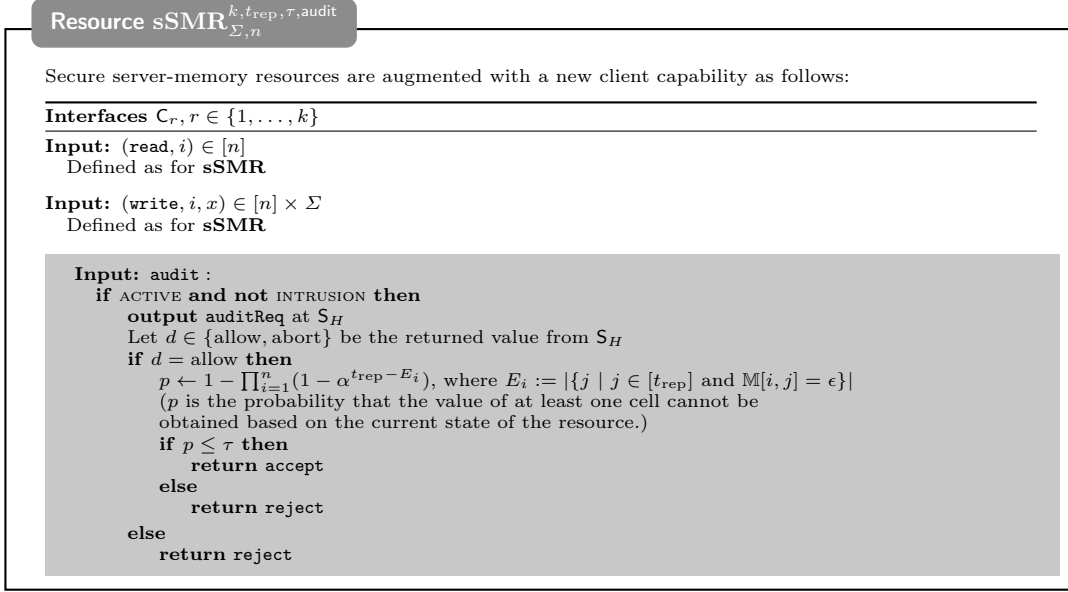 Resource sSMR^{k,t_rep,τ,audit}_{Σ,n}
Secure server-memory resources are augmented with a new client capability as follows:
Interfaces C_r, r ∈ {1, . . . , k}
Input: (read, i) ∈ [n]
Defined as for sSMR
Input: (write, i, x) ∈ [n] × Σ
Defined as for sSMR
Input: audit :
if ACTIVE and not INTRUSION then
output auditReq at S_H
Let d ∈ {allow, abort} be the returned value from S_H
if d = allow then
p ← 1 − ∏_{i=1}^{n}(1 − α^{t_rep−E_i}), where E_i := |{j | j ∈ [t_rep] and 𝕄[i, j] = ϵ}|
(p is the probability that the value of at least one cell cannot be
obtained based on the current state of the resource.)
if p ≤ τ then
return accept
else
return reject
else
return reject